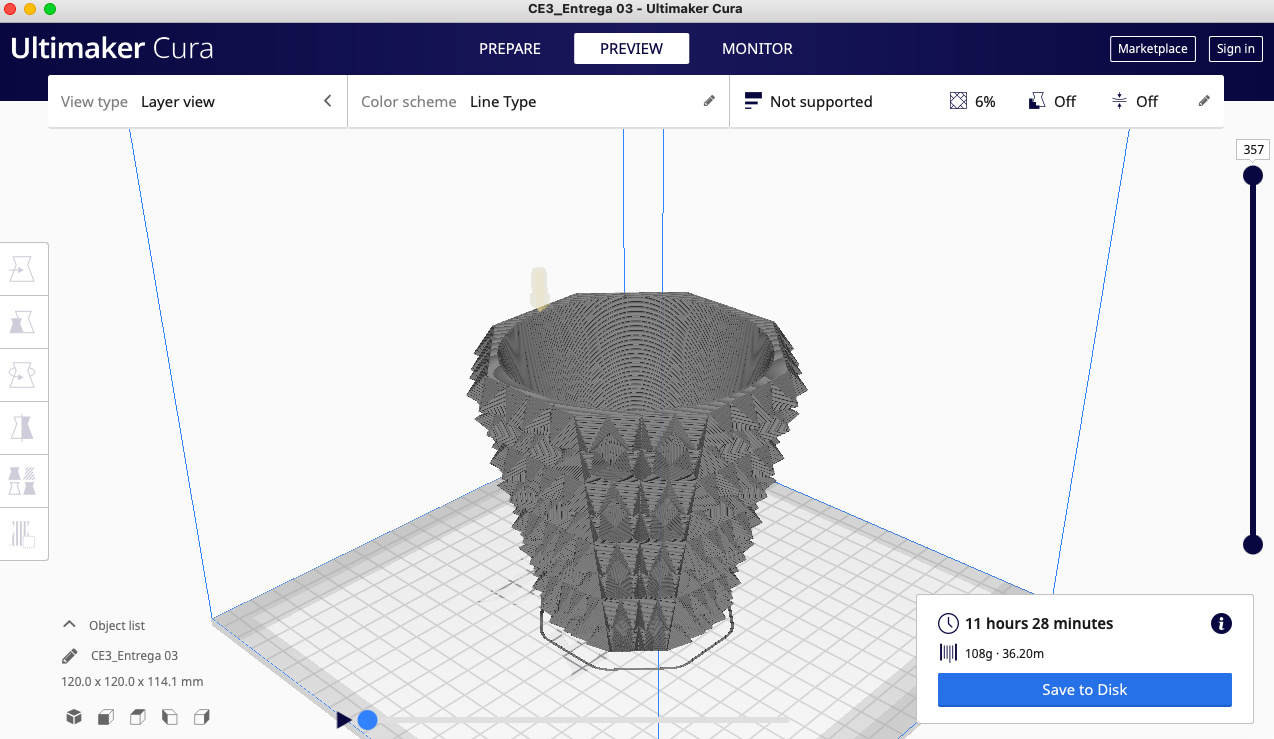 CE3_Entrega 03 - Ultimaker Cura
Ultimaker Cura
PREPARE
PREVIEW
MONITOR
Marketplace
Sign in
View type Layer view
Color scheme Line Type
Not supported
6%
Off
Off
357
Object list
CE3_Entrega 03
120.0 x 120.0 x 114.1 mm
11 hours 28 minutes
108g · 36.20m
Save to Disk